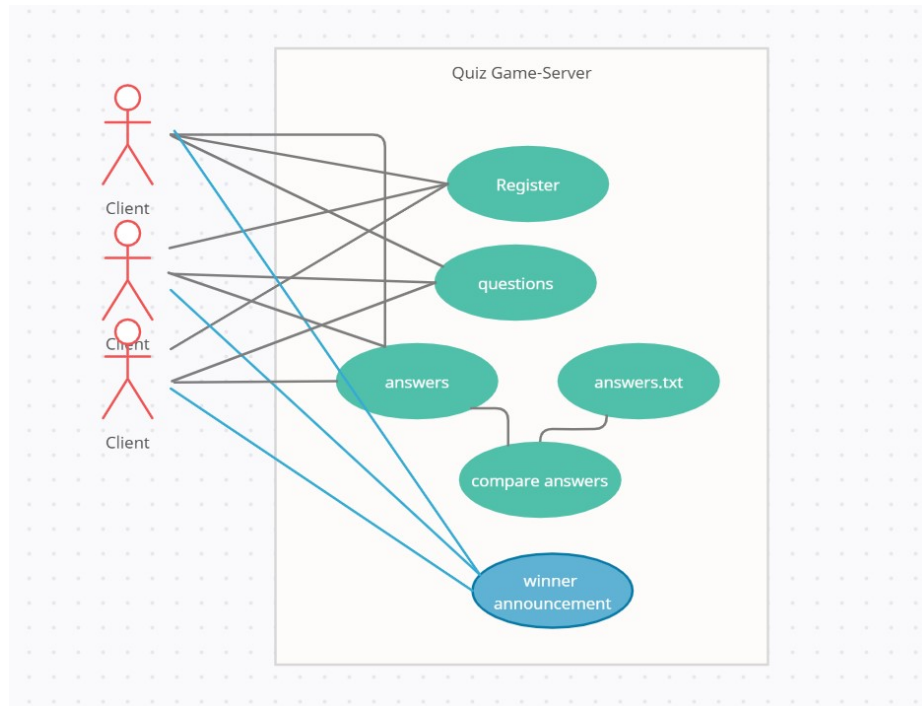 Quiz Game-Server
Client
Register
questions
Client
answers
answers.txt
Client
compare answers
winner
announcement